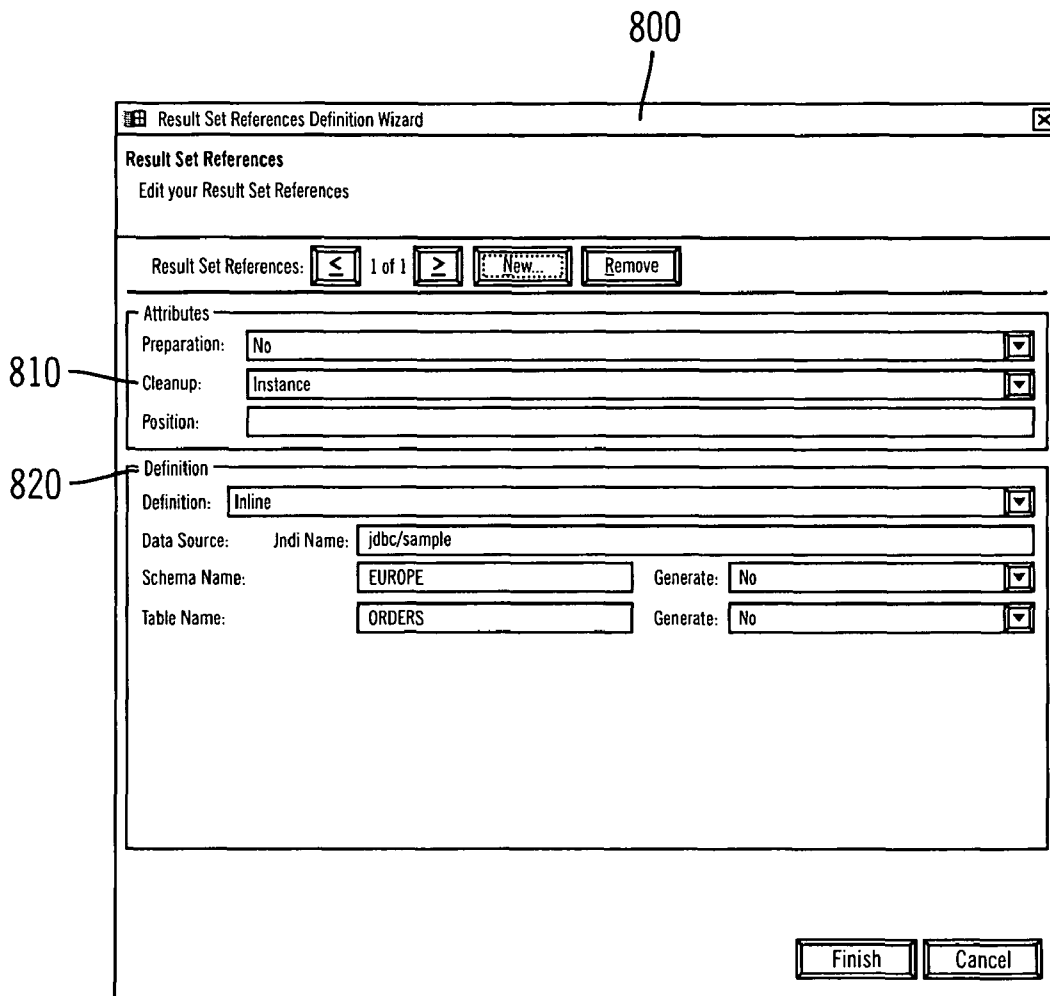 800
Result Set References Definition Wizard
Result Set References
Edit your Result Set References
Result Set References: < 1 of 1 > New... Remove
Attributes
Preparation: No
810
Cleanup: Instance
Position:
820
Definition
Definition: Inline
Data Source: Jndi Name: jdbc/sample
Schema Name: EUROPE Generate: No
Table Name: ORDERS Generate: No
Finish Cancel